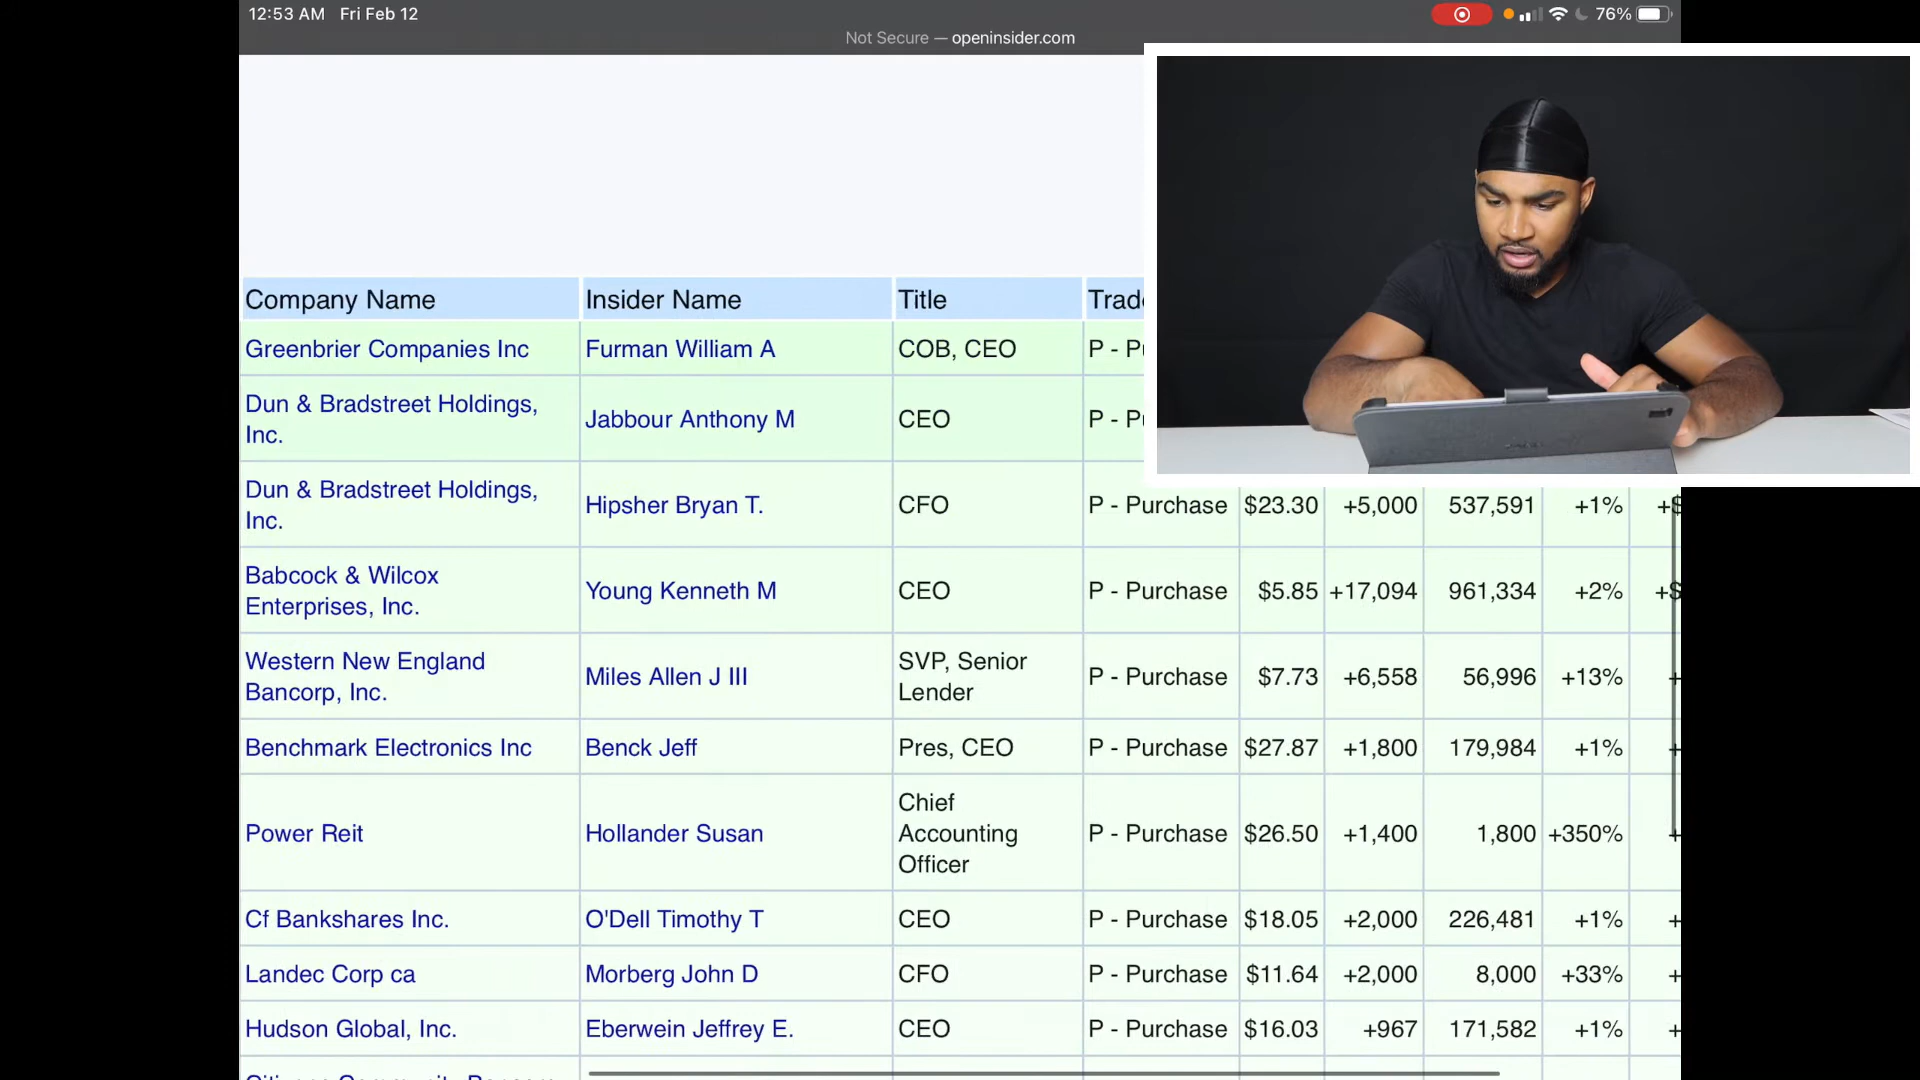 12:53 AM Fri Feb 12
76%
Not Secure — openinsider.com
Company Name Insider Name Title
Greenbrier Companies Inc Furman William A COB, CEO
Dun & Bradstreet Holdings,
Inc.
Jabbour Anthony M CEO
Dun & Bradstreet Holdings,
Inc.
Hipsher Bryan T. CFO P - Purchase $23.30 +5,000 537,591 +1%
Babcock & Wilcox
Enterprises, Inc.
Young Kenneth M CEO P - Purchase $5.85 +17,094 961,334 +2%
Western New England
Bancorp, Inc.
Miles Allen J III
SVP, Senior
Lender
P - Purchase $7.73 +6,558 56,996 +13%
Benchmark Electronics Inc Benck Jeff Pres, CEO P - Purchase $27.87 +1,800 179,984 +1%
Power Reit Hollander Susan
Chief
Accounting
Officer
P - Purchase $26.50 +1,400 1,800 +350%
Cf Bankshares Inc. O'Dell Timothy T CEO P - Purchase $18.05 +2,000 226,481 +1%
Landec Corp ca Morberg John D CFO P - Purchase $11.64 +2,000 8,000 +33%
Hudson Global, Inc. Eberwein Jeffrey E. CEO P - Purchase $16.03 +967 171,582 +1%